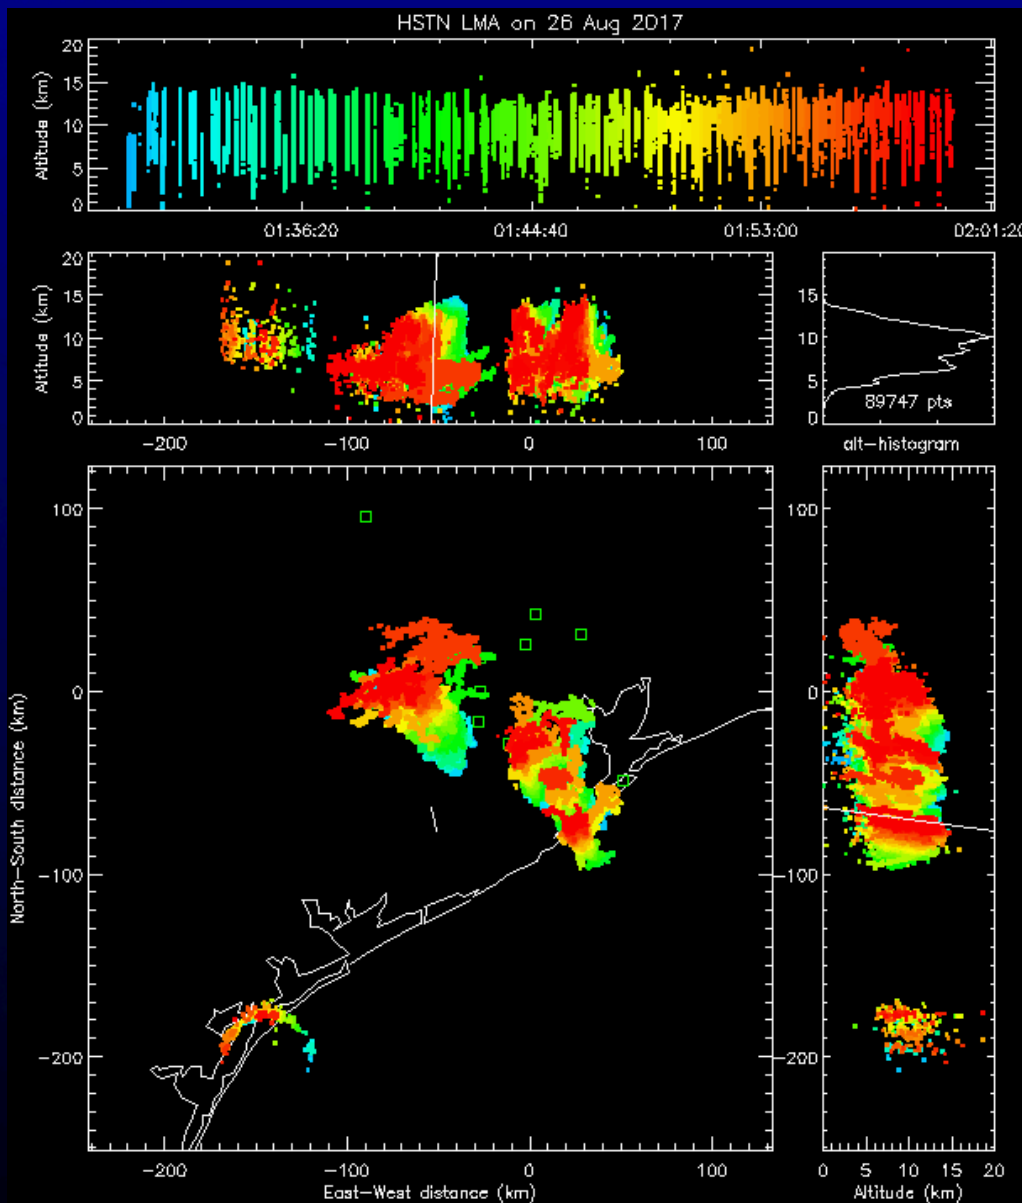 HSTN LMA on 26 Aug 2017
20
15
10
5
0
Altitude (km)
01:36:20 01:44:40 01:53:00 02:01:20
20
15
10
5
0
Altitude (km)
-200 -100 0 100
15
10
5
0
89747 pts
alt-histogram
100
0
-100
-200
North-South distance (km)
-200 -100 0 100
East-West distance (km)
100
0
-100
-200
0 5 10 15 20
Altitude (km)